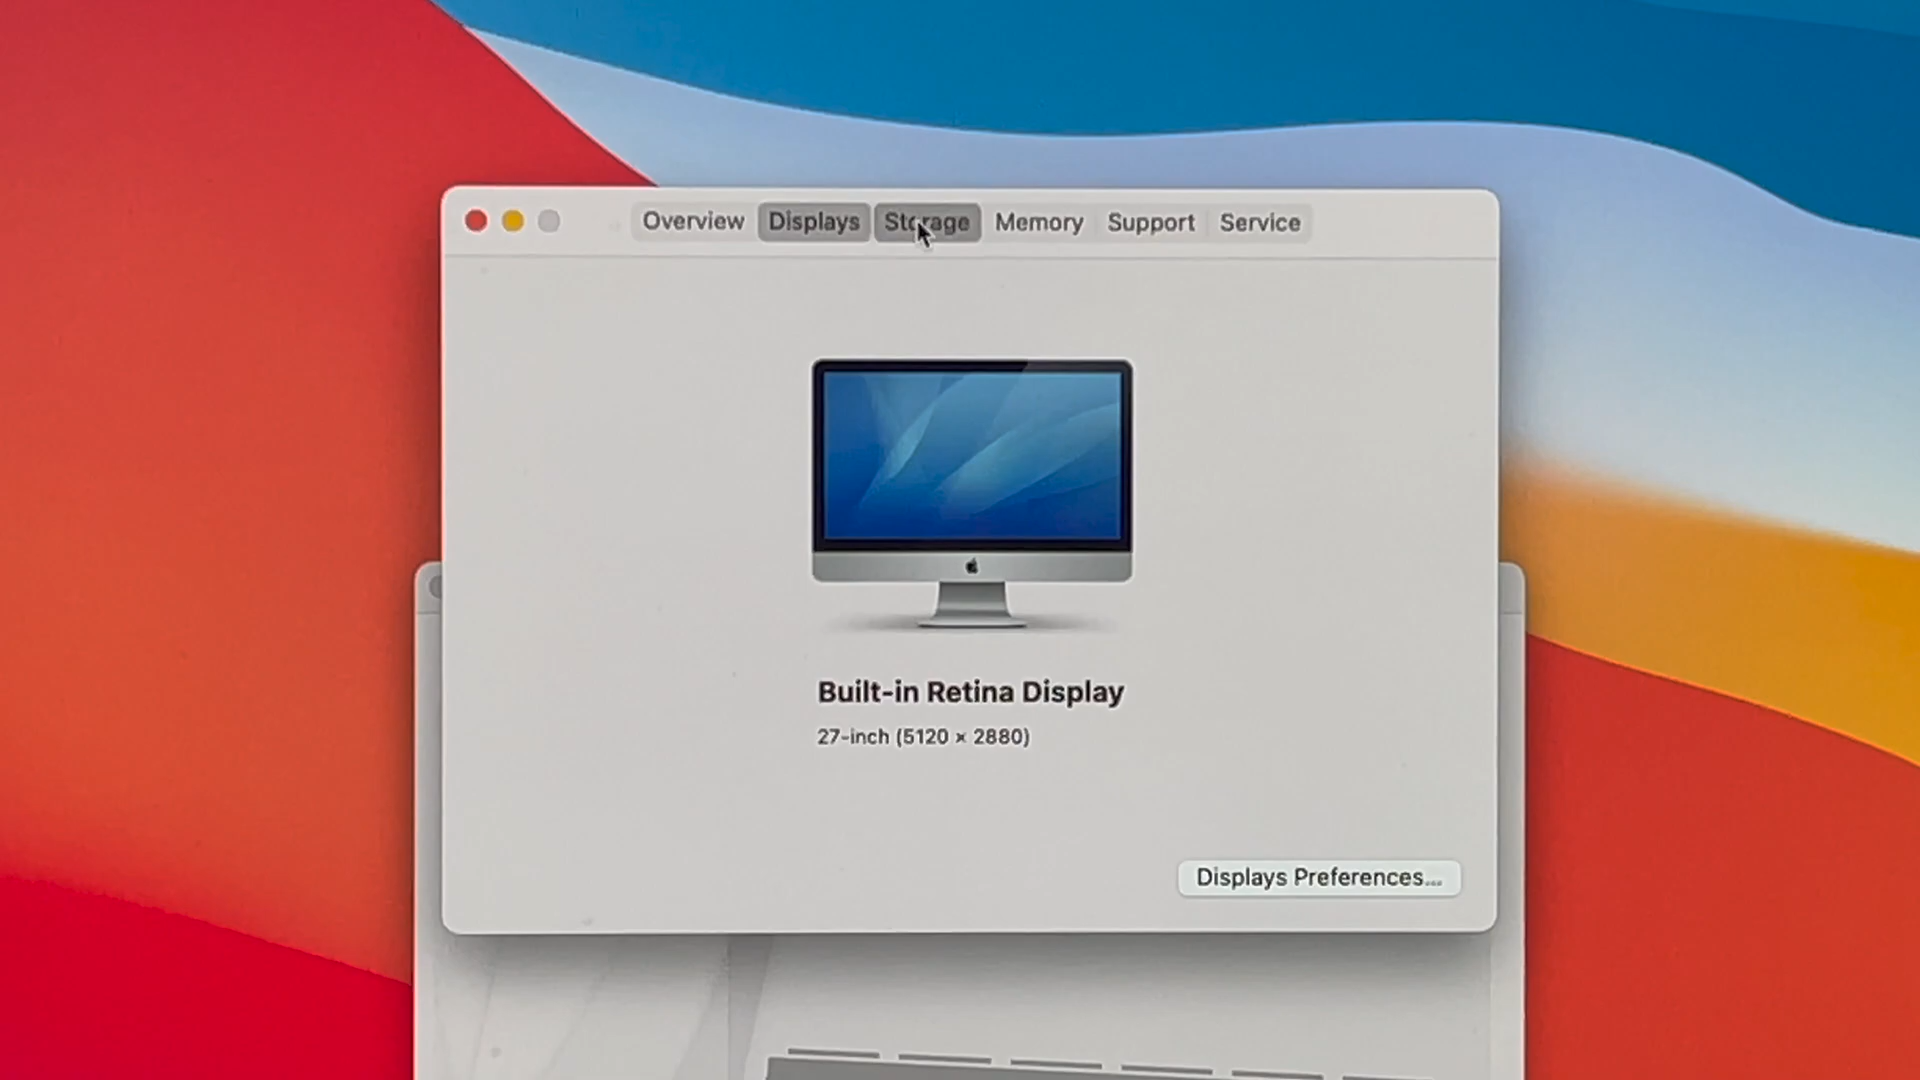 Overview Displays Storage Memory Support Service
Built-in Retina Display
27-inch (5120 × 2880)
Displays Preferences...